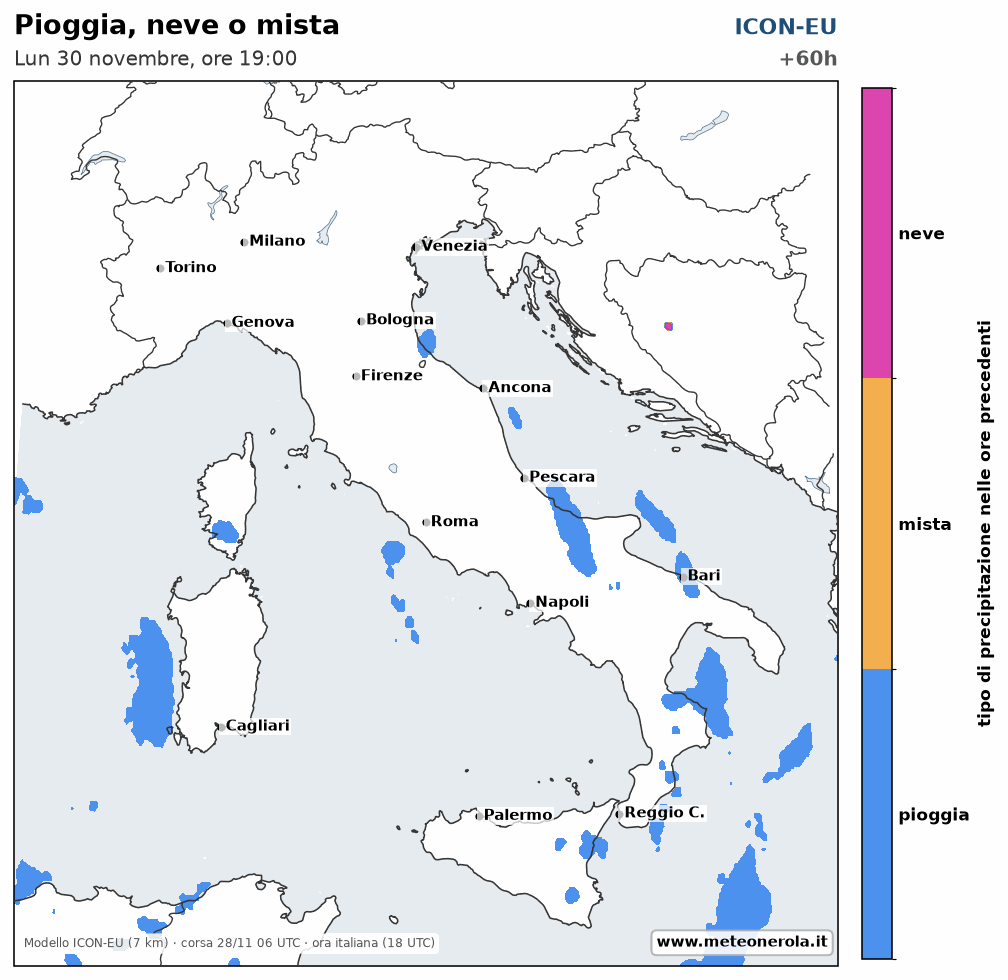 Pioggia, neve o mista
ICON-EU
Lun 30 novembre, ore 19:00
+60h
neve
mista
pioggia
tipo di precipitazione nelle ore precedenti
Milano
Venezia
Torino
Genova
Bologna
Firenze
Ancona
Pescara
Roma
Bari
Napoli
Cagliari
Palermo
Reggio C.
Modello ICON-EU (7 km) · corsa 28/11 06 UTC · ora italiana (18 UTC)
www.meteonerola.it